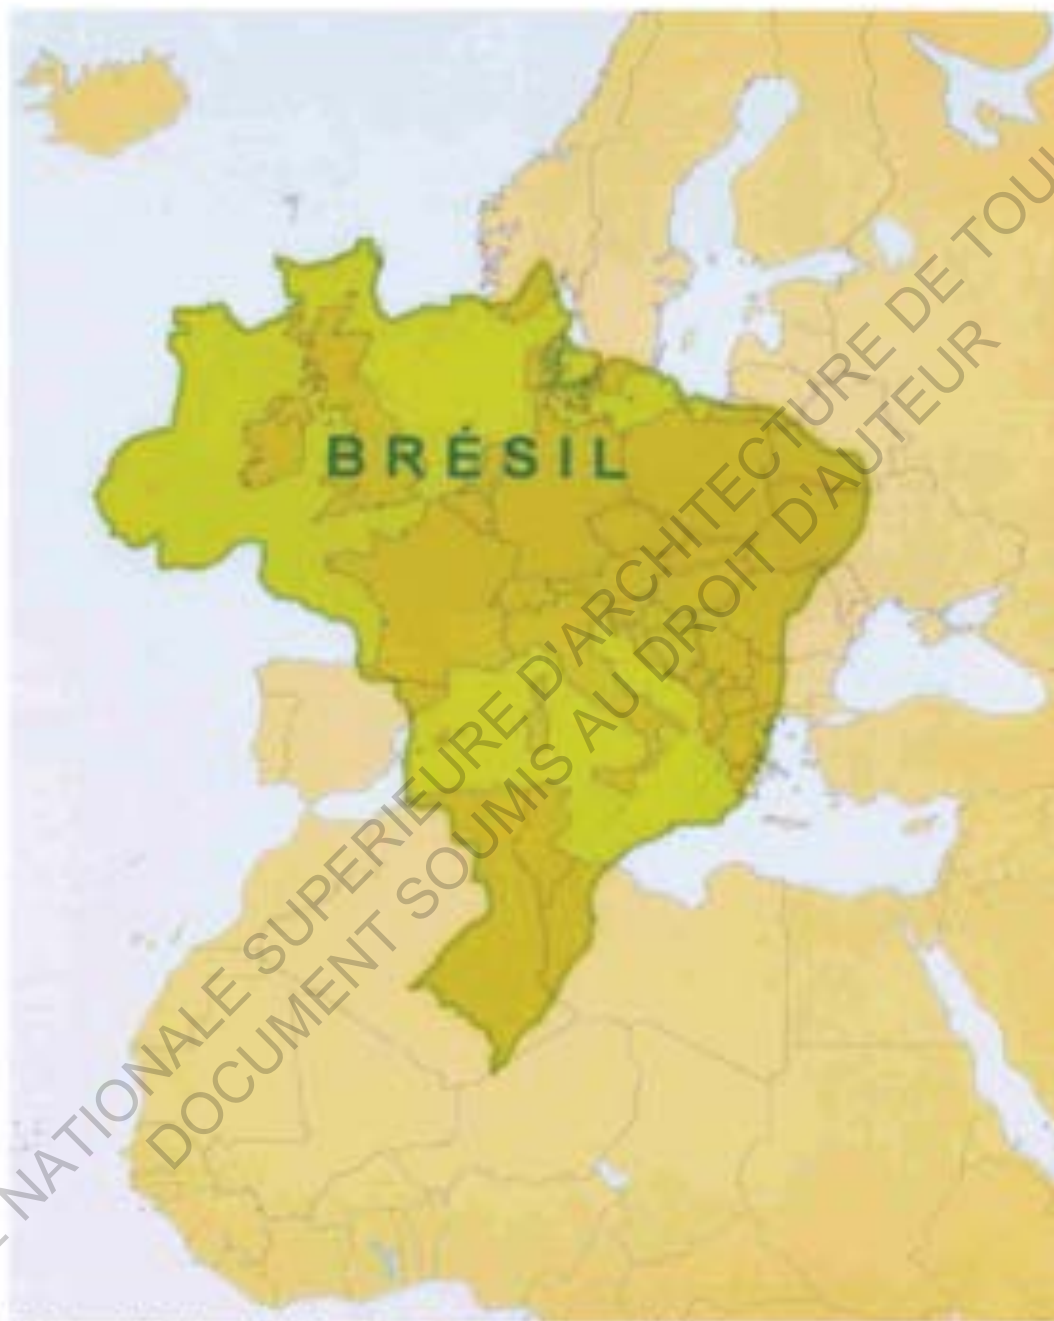 BRÉSIL
NATIONALE SUPERIEURE D'ARCHITECTURE DE TOU
DOCUMENT SOUMIS AU DROIT D'AUTEUR